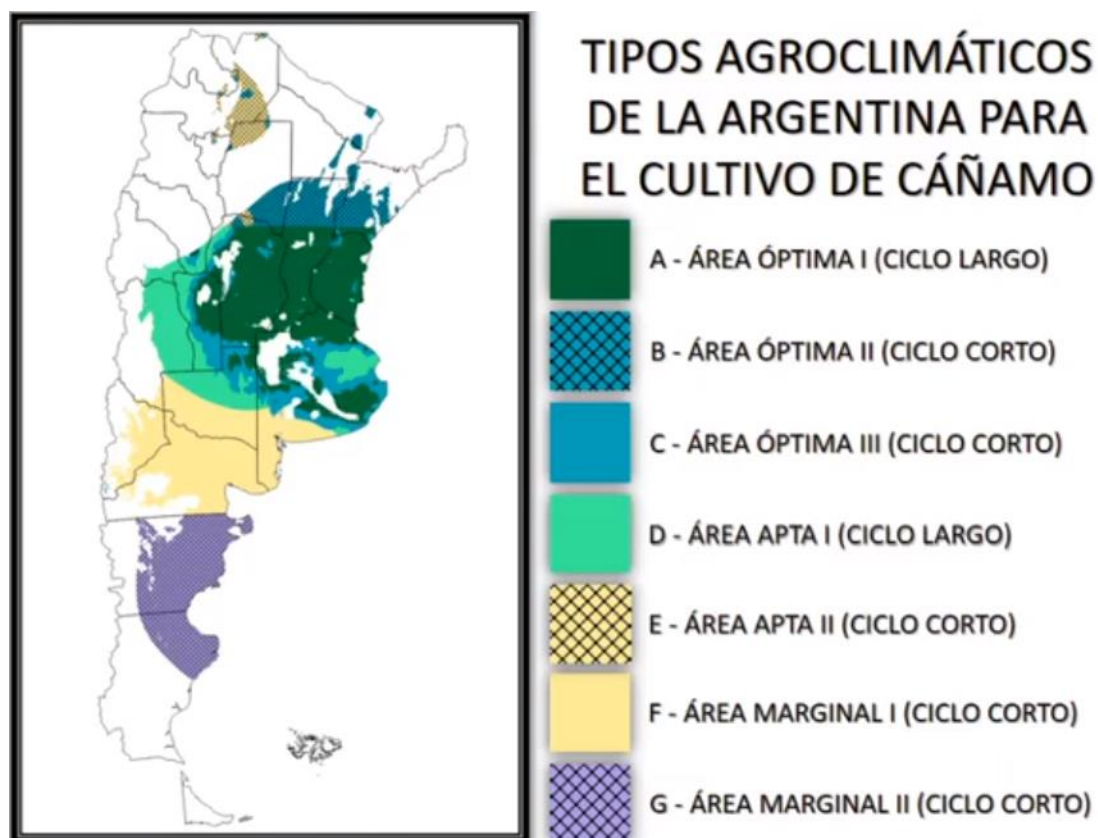 TIPOS AGROCLIMÁTICOS
DE LA ARGENTINA PARA
EL CULTIVO DE CÁÑAMO
A - ÁREA ÓPTIMA I (CICLO LARGO)
B - ÁREA ÓPTIMA II (CICLO CORTO)
C - ÁREA ÓPTIMA III (CICLO CORTO)
D - ÁREA APTA I (CICLO LARGO)
E - ÁREA APTA II (CICLO CORTO)
F - ÁREA MARGINAL I (CICLO CORTO)
G - ÁREA MARGINAL II (CICLO CORTO)